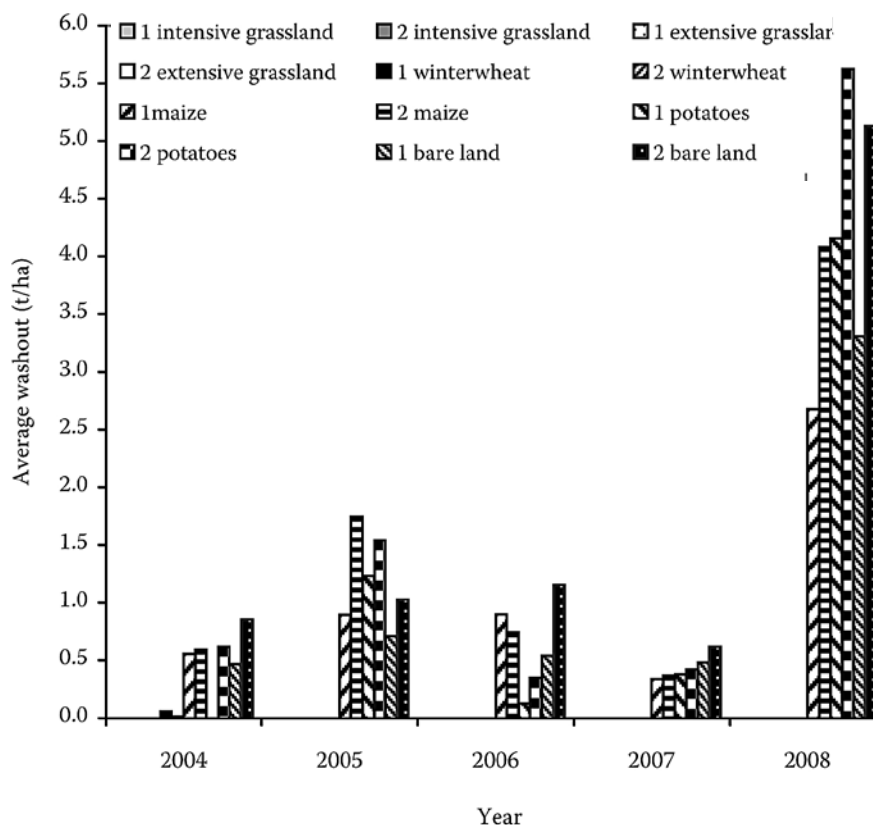 6.0
1 intensive grassland 2 intensive grassland 1 extensive grasslar
5.5
2 extensive grassland 1 winterwheat 2 winterwheat
1maize 2 maize 1 potatoes
5.0
2 potatoes 1 bare land 2 bare land
4.5
4.0
3.5
3.0
2.5
2.0
1.5
1.0
0.5
0.0
Average washout (t/ha)
2004 2005 2006 2007 2008
Year